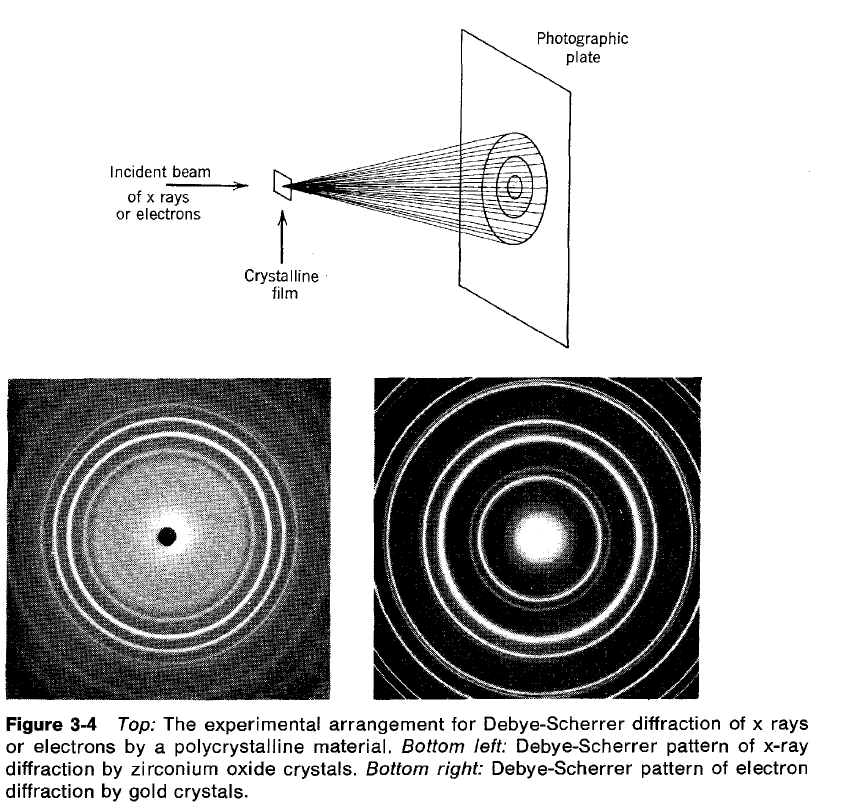 Photographic
plate
Incident beam
of x rays
or electrons
Crystalline
film
Figure 3-4 Top: The experimental arrangement for Debye-Scherrer diffraction of x rays
or electrons by a polycrystalline material. Bottom left: Debye-Scherrer pattern of x-ray
diffraction by zirconium oxide crystals. Bottom right: Debye-Scherrer pattern of electron
diffraction by gold crystals.